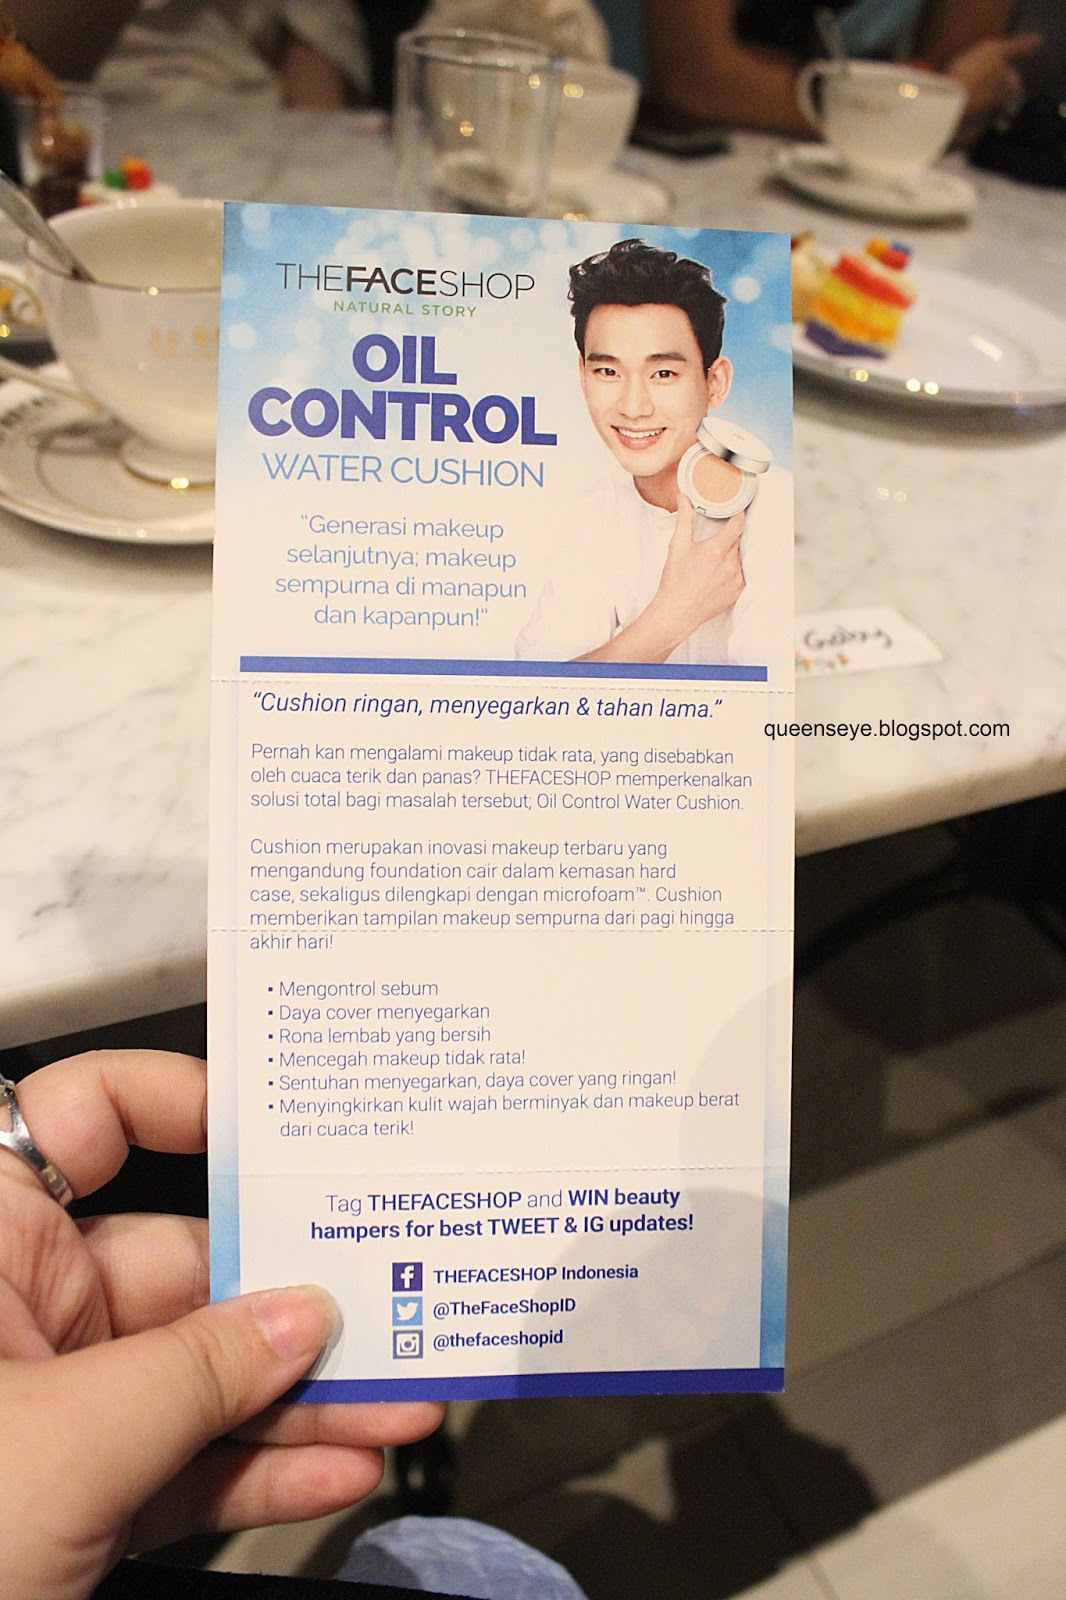 THEFACESHOP
NATURAL STORY
OIL
CONTROL
WATER CUSHION
"Generasi makeup
selanjutnya; makeup
sempurna di manapun
dan kapanpun!"
"Cushion ringan, menyegarkan & tahan lama."
Pernah kan mengalami makeup tidak rata, yang disebabkan
oleh cuaca terik dan panas? THEFACESHOP memperkenalkan
solusi total bagi masalah tersebut; Oil Control Water Cushion.
Cushion merupakan inovasi makeup terbaru yang
mengandung foundation cair dalam kemasan hard
case, sekaligus dilengkapi dengan microfoam™. Cushion
memberikan tampilan makeup sempurna dari pagi hingga
akhir hari!
▪ Mengontrol sebum
▪ Daya cover menyegarkan
▪ Rona lembab yang bersih
▪ Mencegah makeup tidak rata!
▪ Sentuhan menyegarkan, daya cover yang ringan!
▪ Menyingkirkan kulit wajah berminyak dan makeup berat
dari cuaca terik!
Tag THEFACESHOP and WIN beauty
hampers for best TWEET & IG updates!
THEFACESHOP Indonesia
@TheFaceShopID
@thefaceshopid
queenseye.blogspot.com